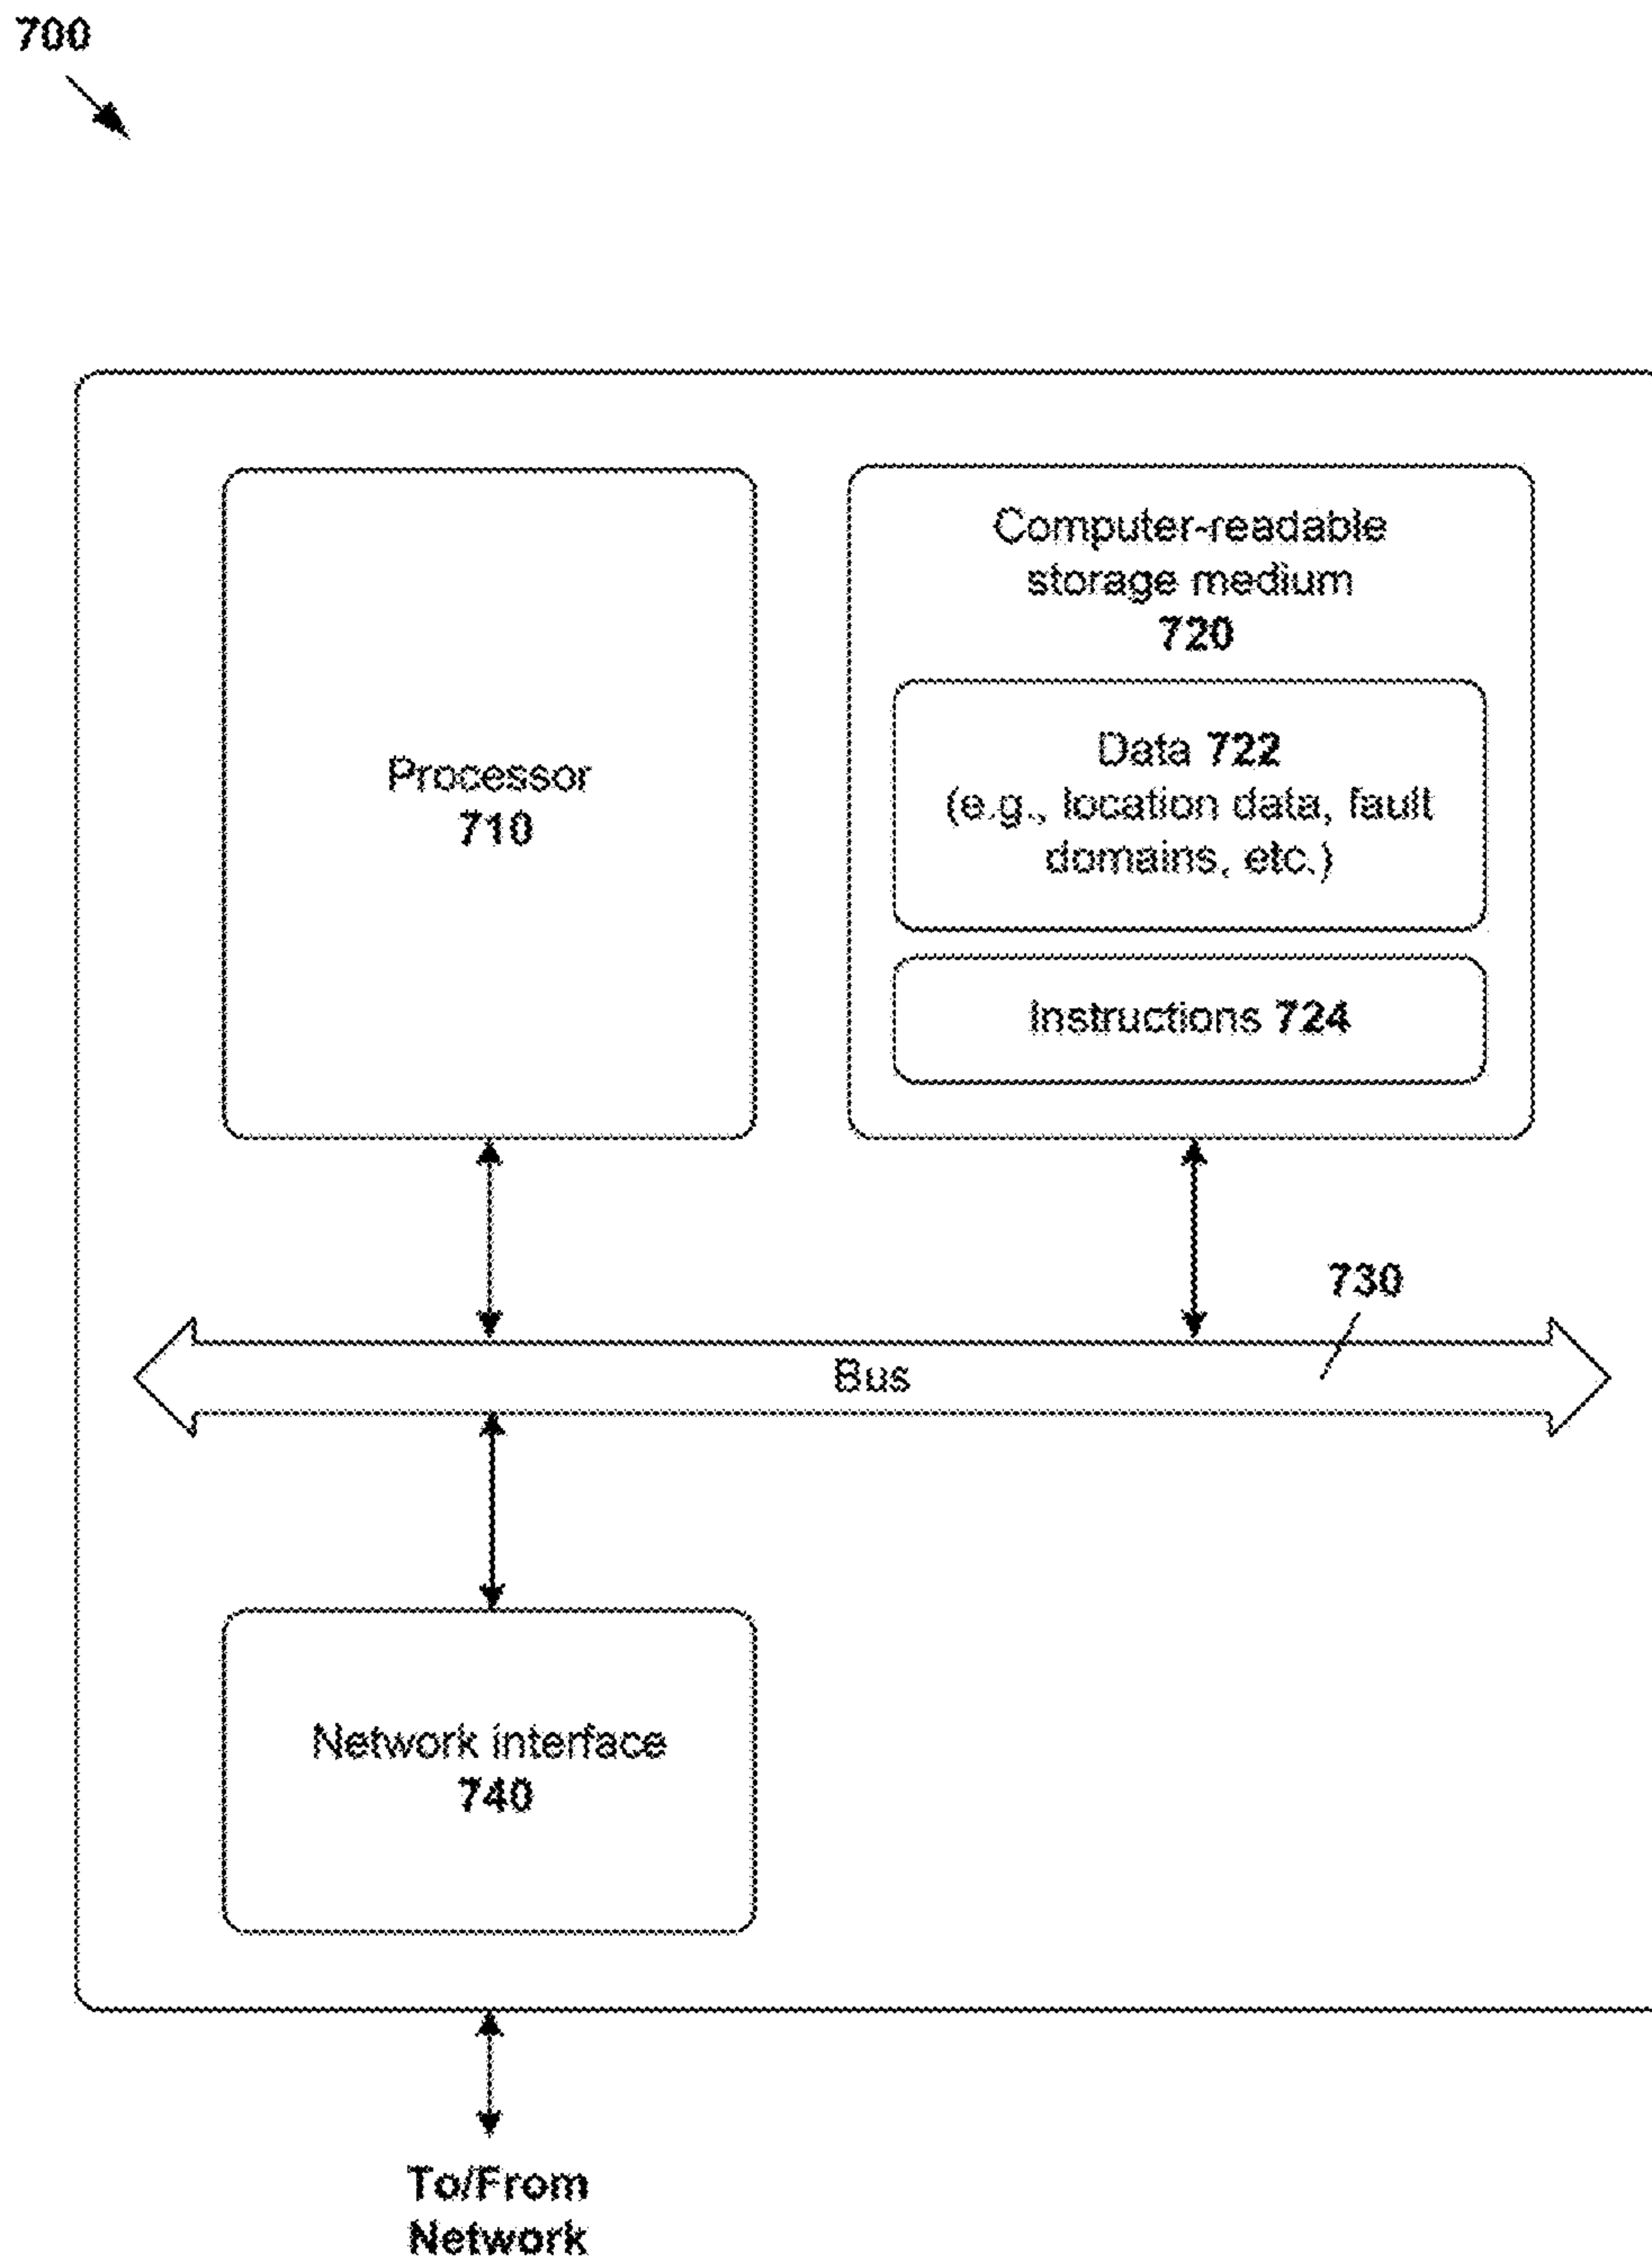 700
Processor
710
Computer-readable
storage medium
720
Data 722
(e.g., location data, fault
domains, etc.)
Instructions 724
730
Bus
Network interface
740
To/From
Network